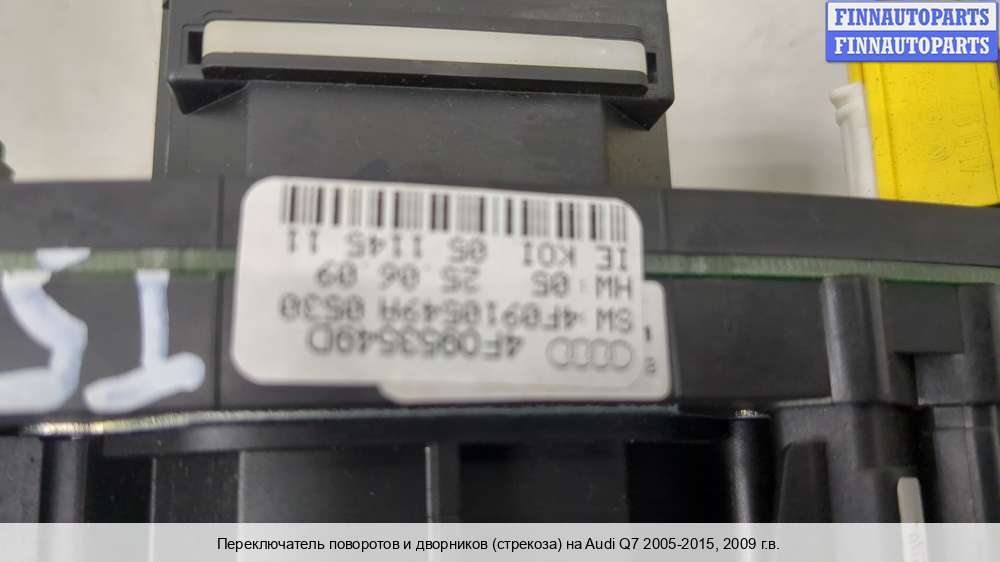 FINNAUTOPARTS
FINNAUTOPARTS
4F0953549D
SW 4F0910549A 0530
HW 05 25.06.09
IE K01 05 1145 11
Переключатель поворотов и дворников (стрекоза) на Audi Q7 2005-2015, 2009 г.в.